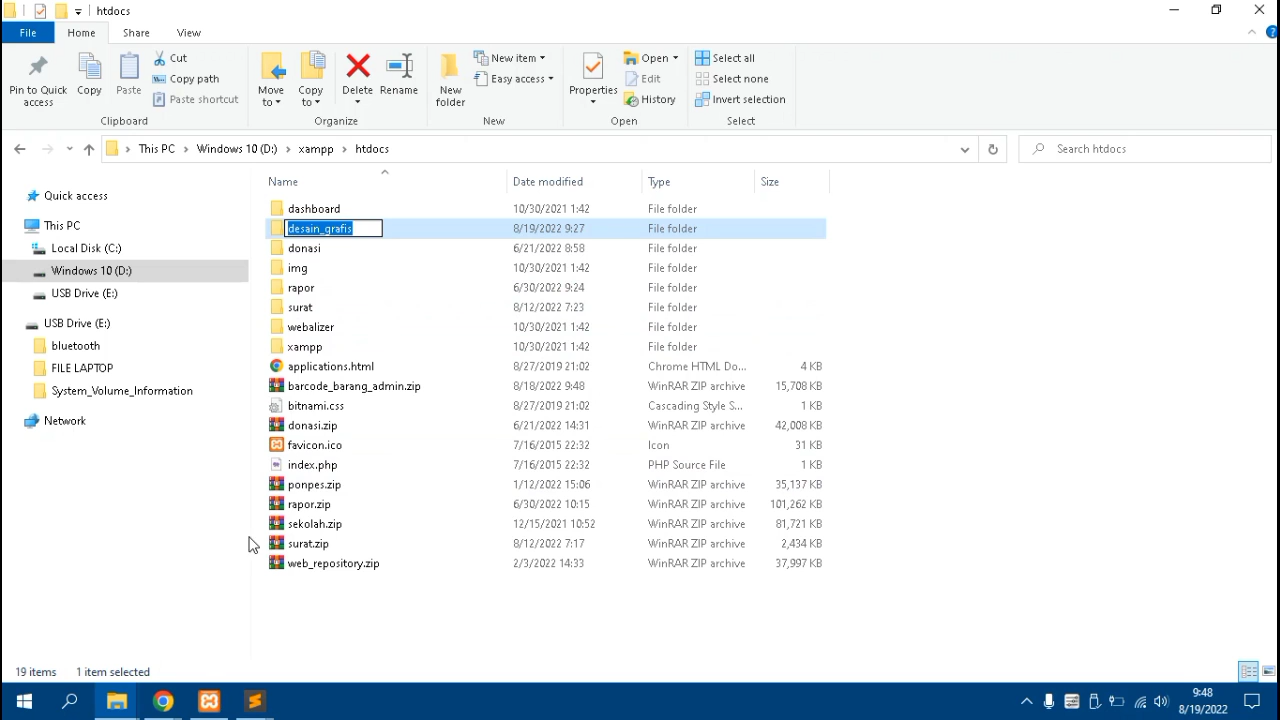 htdocs
File Home Share View
Pin to Quick access
Copy
Paste
Cut
Copy path
Paste shortcut
Clipboard
Move to
Copy to
Delete
Rename
Organize
New folder
New item
Easy access
New
Properties
Open
Edit
History
Open
Select all
Select none
Invert selection
Select
This PC > Windows 10 (D:) > xampp > htdocs
Search htdocs
Quick access
This PC
Local Disk (C:)
Windows 10 (D:)
USB Drive (E:)
USB Drive (E:)
bluetooth
FILE LAPTOP
System_Volume_Information
Network
Name Date modified Type Size
dashboard 10/30/2021 1:42 File folder
desain_grafis 8/19/2022 9:27 File folder
donasi 6/21/2022 8:58 File folder
img 10/30/2021 1:42 File folder
rapor 6/30/2022 9:24 File folder
surat 8/12/2022 7:23 File folder
webalizer 10/30/2021 1:42 File folder
xampp 10/30/2021 1:42 File folder
applications.html 8/27/2019 21:02 Chrome HTML Do... 4 KB
barcode_barang_admin.zip 8/18/2022 9:48 WinRAR ZIP archive 15,708 KB
bitnami.css 8/27/2019 21:02 Cascading Style S... 1 KB
donasi.zip 6/21/2022 14:31 WinRAR ZIP archive 42,008 KB
favicon.ico 7/16/2015 22:32 Icon 31 KB
index.php 7/16/2015 22:32 PHP Source File 1 KB
ponpes.zip 1/12/2022 15:06 WinRAR ZIP archive 35,137 KB
rapor.zip 6/30/2022 10:15 WinRAR ZIP archive 101,262 KB
sekolah.zip 12/15/2021 10:52 WinRAR ZIP archive 81,721 KB
surat.zip 8/12/2022 7:17 WinRAR ZIP archive 2,434 KB
web_repository.zip 2/3/2022 14:33 WinRAR ZIP archive 37,997 KB
19 items 1 item selected
9:48
8/19/2022